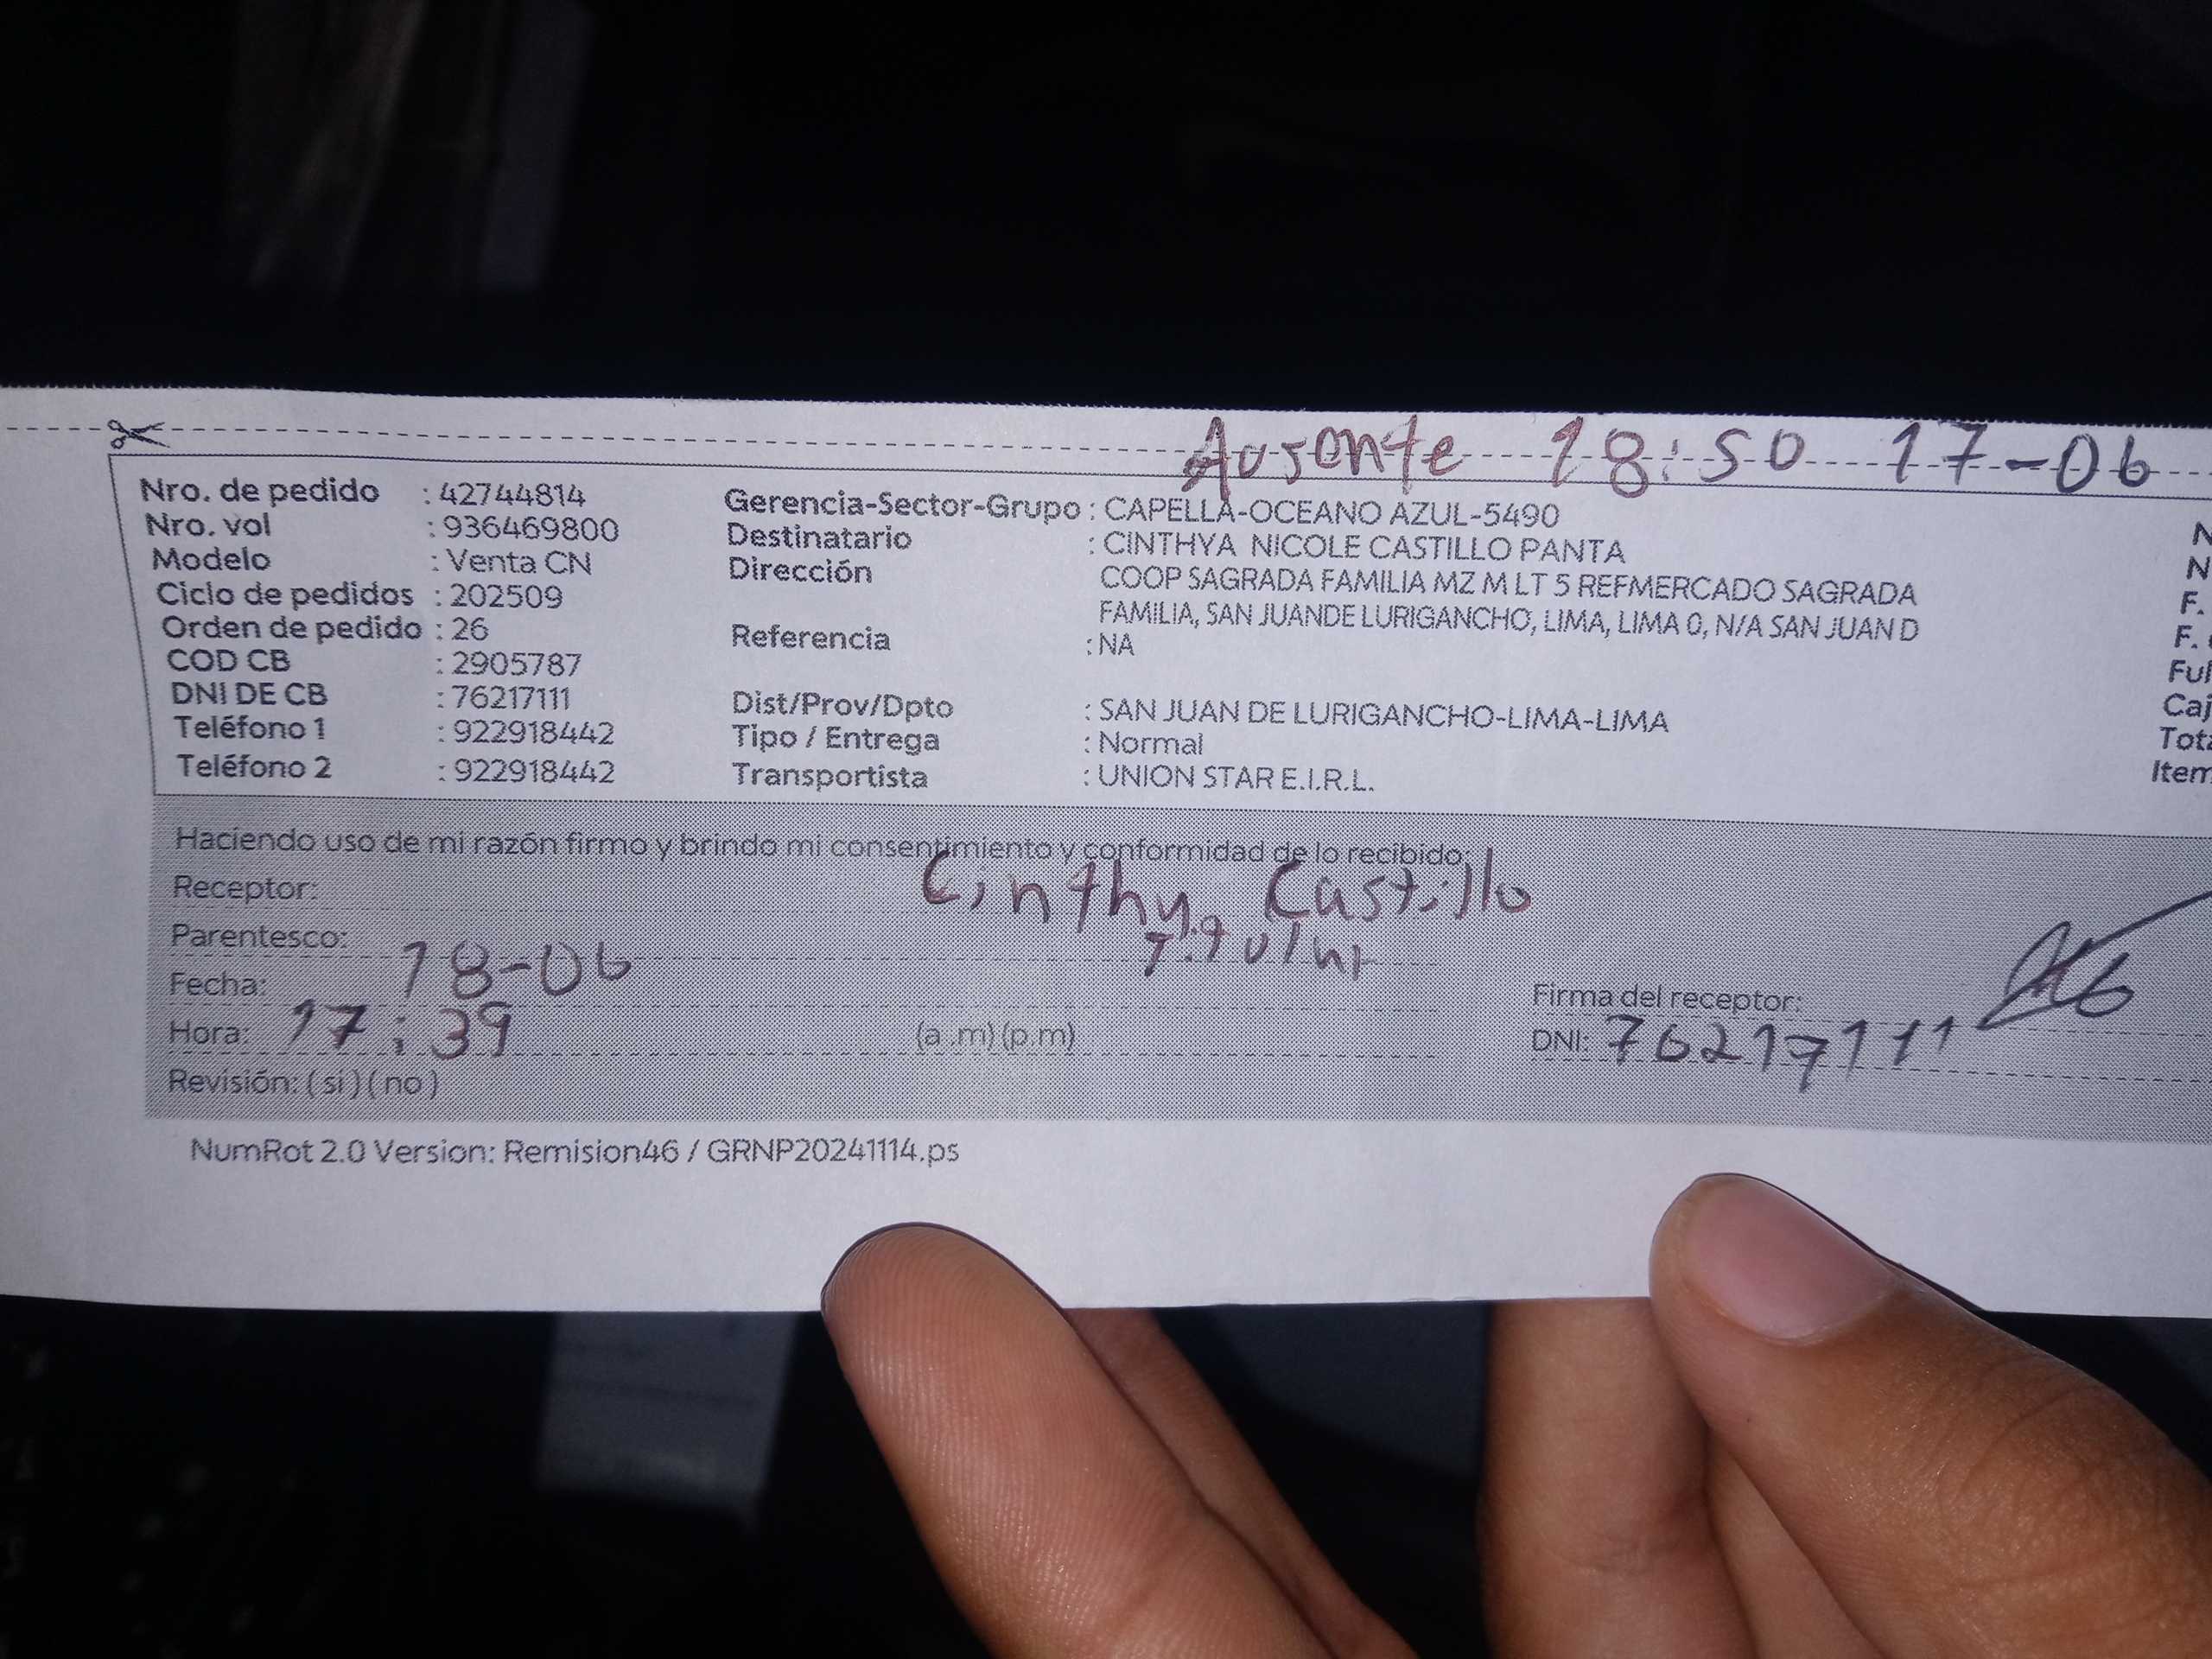 Ausente 18:50 17-06
Nro. de pedido : 42744814
Nro. vol : 936469800
Modelo : Venta CN
Ciclo de pedidos : 202509
Orden de pedido : 26
COD CB : 2905787
DNI DE CB : 76217111
Teléfono 1 : 922918442
Teléfono 2 : 922918442
Gerencia-Sector-Grupo : CAPELLA-OCEANO AZUL-5490
Destinatario : CINTHYA NICOLE CASTILLO PANTA
Dirección COOP SAGRADA FAMILIA MZ M LT 5 REFMERCADO SAGRADA
FAMILIA, SAN JUANDE LURIGANCHO, LIMA, LIMA 0, N/A SAN JUAN D
Referencia : NA
Dist/Prov/Dpto : SAN JUAN DE LURIGANCHO-LIMA-LIMA
Tipo / Entrega : Normal
Transportista : UNION STAR E.I.R.L.
N
N
F.
F.
Ful
Caj
Tota
Item
Haciendo uso de mi razón firmo y brindo mi consentimiento y conformidad de lo recibido:
Receptor: Cinthya Castillo
Parentesco: Titular
Fecha: 18-06
Hora: 17:39 (a .m) (p.m)
Revisión: ( si ) ( no )
Firma del receptor:
DNI: 76217111
NumRot 2.0 Version: Remision46 / GRNP20241114.ps